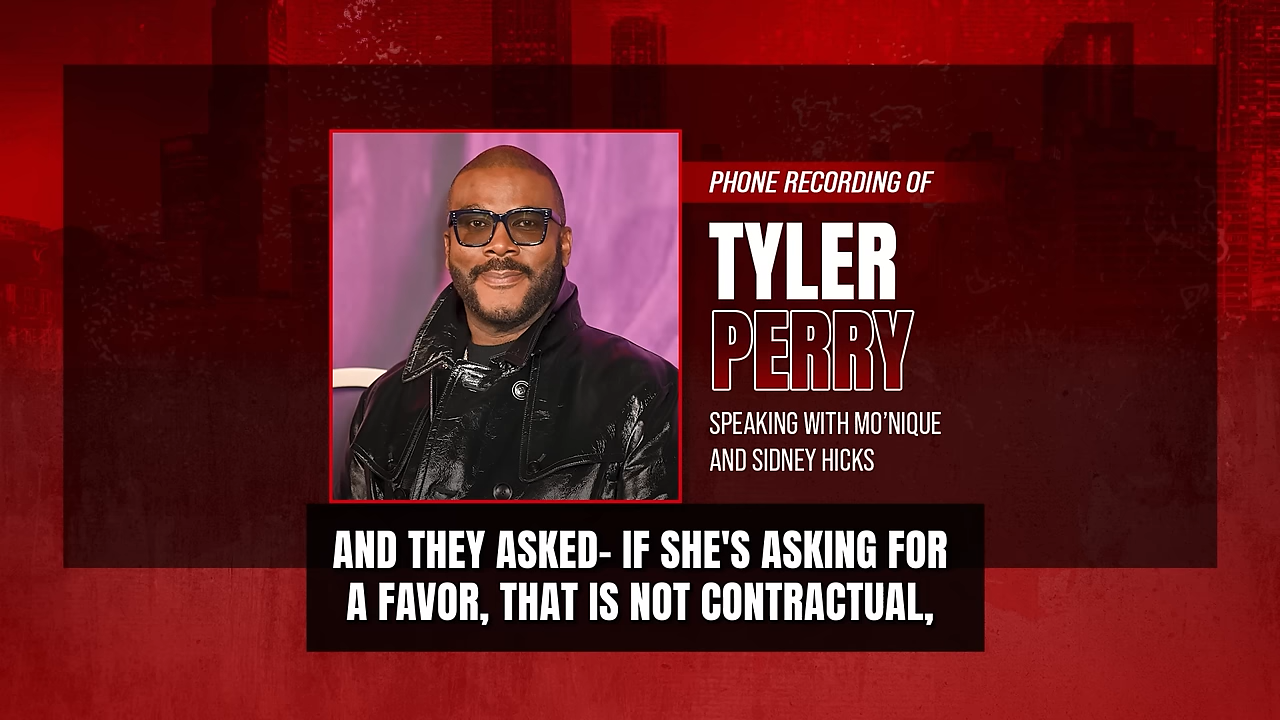 PHONE RECORDING OF
TYLER
PERRY
SPEAKING WITH MO’NIQUE
AND SIDNEY HICKS
AND THEY ASKED- IF SHE'S ASKING FOR
A FAVOR, THAT IS NOT CONTRACTUAL,